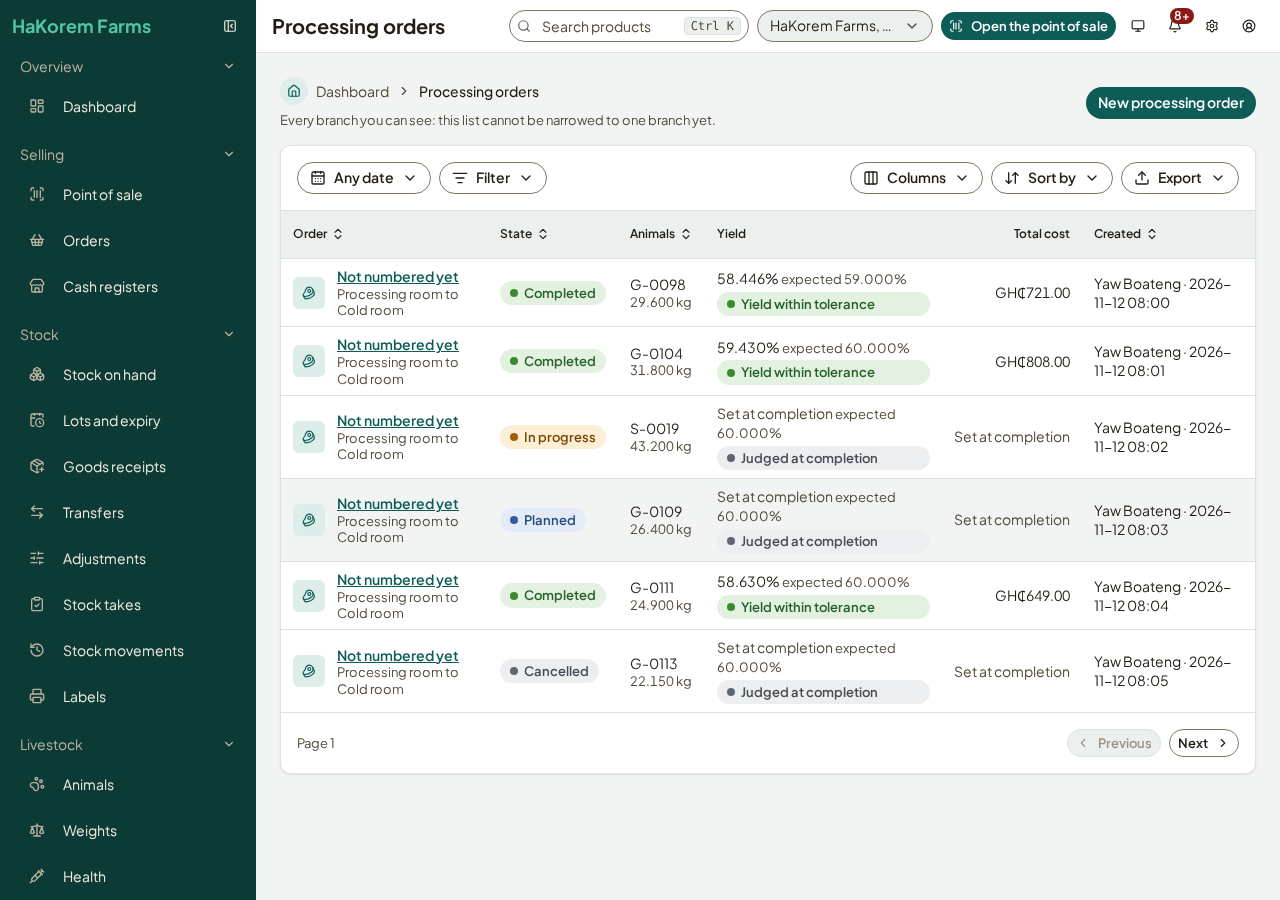 HaKorem Farms
Overview
Dashboard
Selling
Point of sale
Orders
Cash registers
Stock
Stock on hand
Lots and expiry
Goods receipts
Transfers
Adjustments
Stock takes
Stock movements
Labels
Livestock
Animals
Weights
Health
Processing orders
Search products
Ctrl K
HaKorem Farms, ...
Open the point of sale
8+
Dashboard > Processing orders
Every branch you can see: this list cannot be narrowed to one branch yet.
New processing order
Any date
Filter
Columns
Sort by
Export
Order State Animals Yield Total cost Created
Not numbered yet
Processing room to
Cold room
Completed
G-0098
29.600 kg
58.446% expected 59.000%
Yield within tolerance
GH₵721.00
Yaw Boateng · 2026-
11-12 08:00
Not numbered yet
Processing room to
Cold room
Completed
G-0104
31.800 kg
59.430% expected 60.000%
Yield within tolerance
GH₵808.00
Yaw Boateng · 2026-
11-12 08:01
Not numbered yet
Processing room to
Cold room
In progress
S-0019
43.200 kg
Set at completion expected
60.000%
Judged at completion
Set at completion
Yaw Boateng · 2026-
11-12 08:02
Not numbered yet
Processing room to
Cold room
Planned
G-0109
26.400 kg
Set at completion expected
60.000%
Judged at completion
Set at completion
Yaw Boateng · 2026-
11-12 08:03
Not numbered yet
Processing room to
Cold room
Completed
G-0111
24.900 kg
58.630% expected 60.000%
Yield within tolerance
GH₵649.00
Yaw Boateng · 2026-
11-12 08:04
Not numbered yet
Processing room to
Cold room
Cancelled
G-0113
22.150 kg
Set at completion expected
60.000%
Judged at completion
Set at completion
Yaw Boateng · 2026-
11-12 08:05
Page 1
Previous
Next